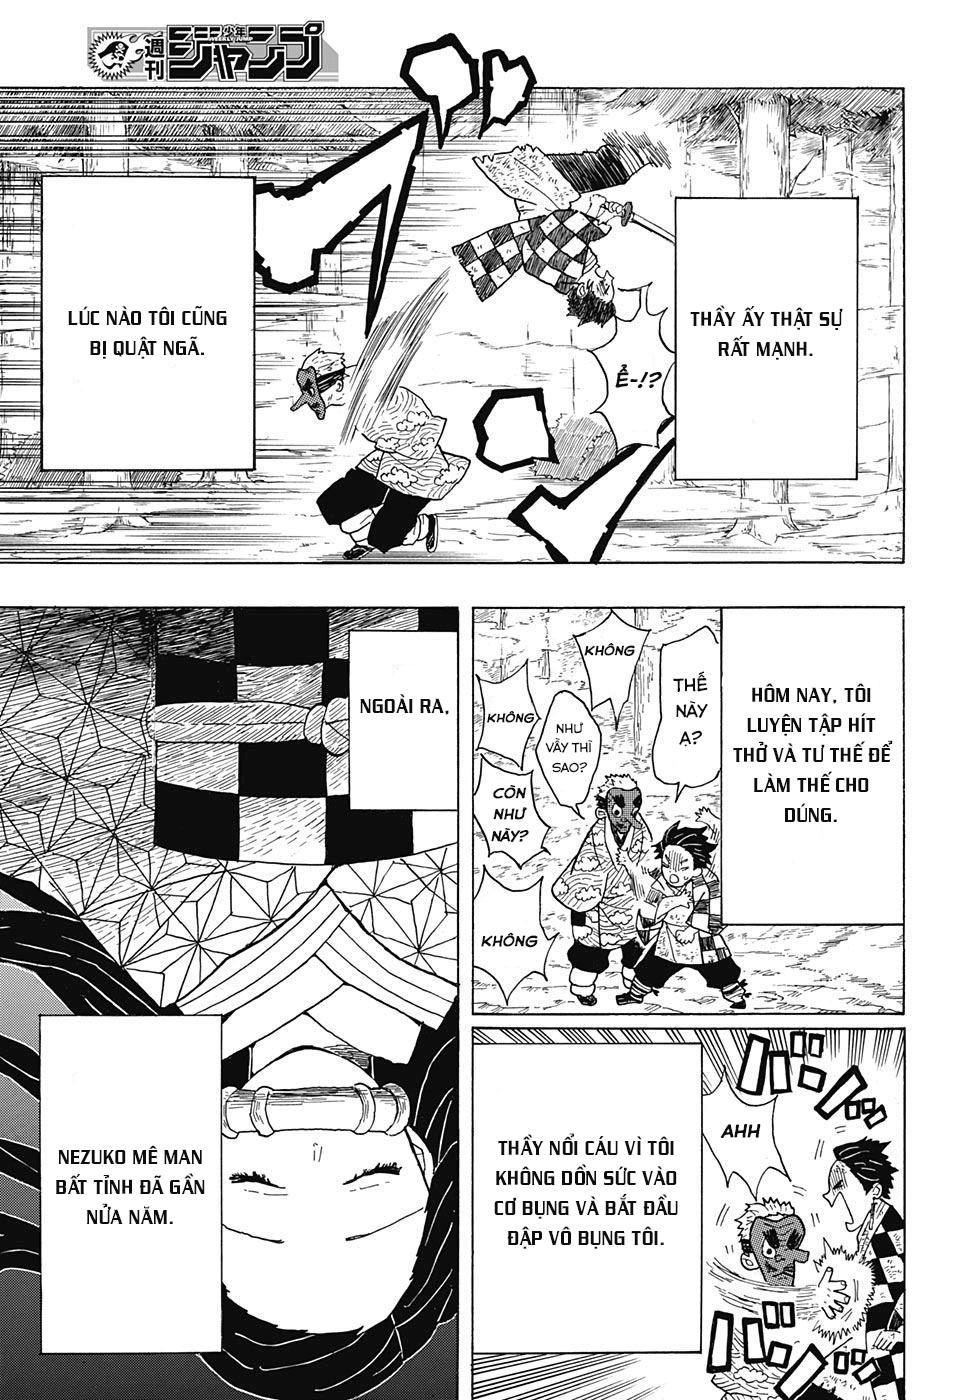 週刊
少年
WEEKLY JUMP
ジャンプ
THẦY ẤY THẬT SỰ
RẤT MẠNH.
Ể-!?
LÚC NÀO TÔI CŨNG
BỊ QUẬT NGÃ.
HÔM NAY, TÔI
LUYỆN TẬP HÍT
THỞ VÀ TƯ THẾ ĐỂ
LÀM THẾ CHO
DÚNG.
THẾ
NÀY
Ạ?
KHÔNG
NHƯ
VẦY THÌ
SAO?
KHÔNG
CÒN
NHƯ
NÀY?
KHÔNG
NGOÀI RA,
AHH
THẦY NỔI CÁU VÌ TÔI
KHÔNG DỒN SỨC VÀO
CƠ BỤNG VÀ BẮT ĐẦU
ĐẬP VÔ BỤNG TÔI.
NEZUKO MÊ MAN
BẤT TỈNH ĐÃ GẦN
NỬA NĂM.